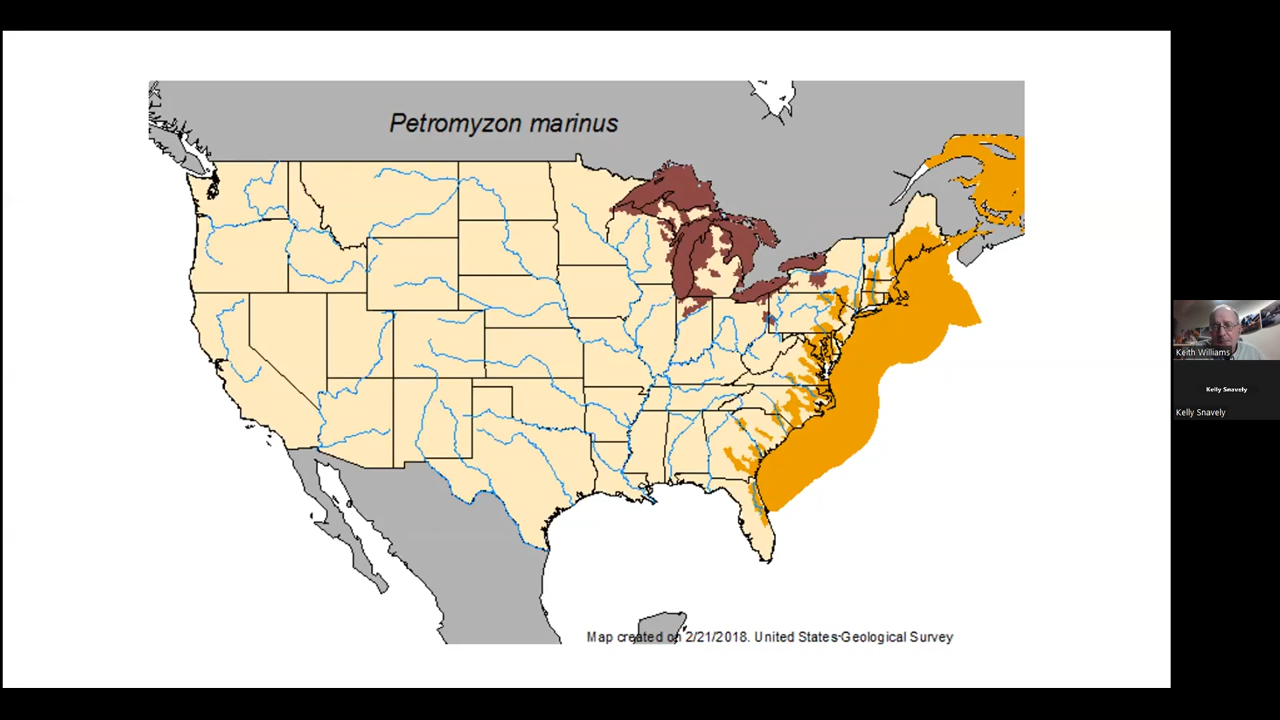 Petromyzon marinus
Map created on 2/21/2018. United States Geological Survey
Keith Williams
Kelly Snavely
Kelly Snavely